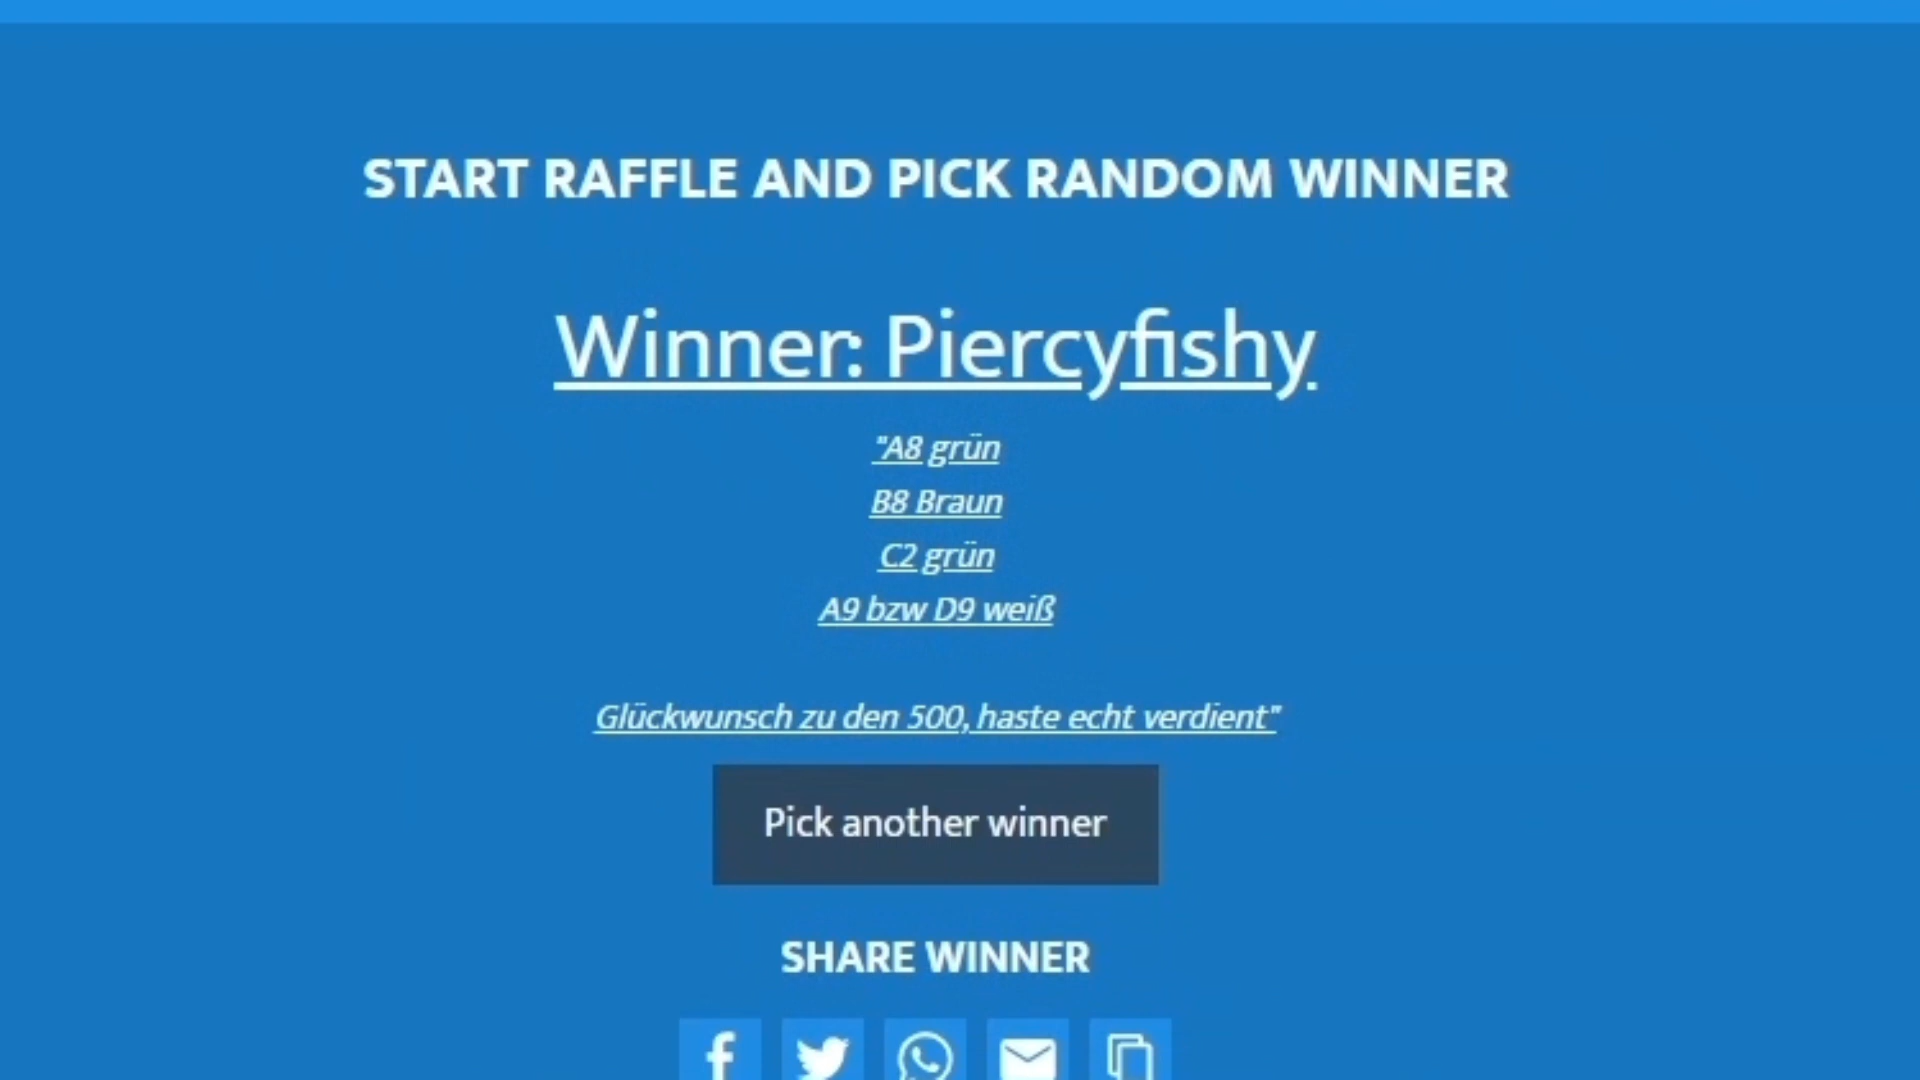 START RAFFLE AND PICK RANDOM WINNER
Winner: Piercyfishy
"A8 grün
B8 Braun
C2 grün
A9 bzw D9 weiß
Glückwunsch zu den 500, haste echt verdient"
Pick another winner
SHARE WINNER